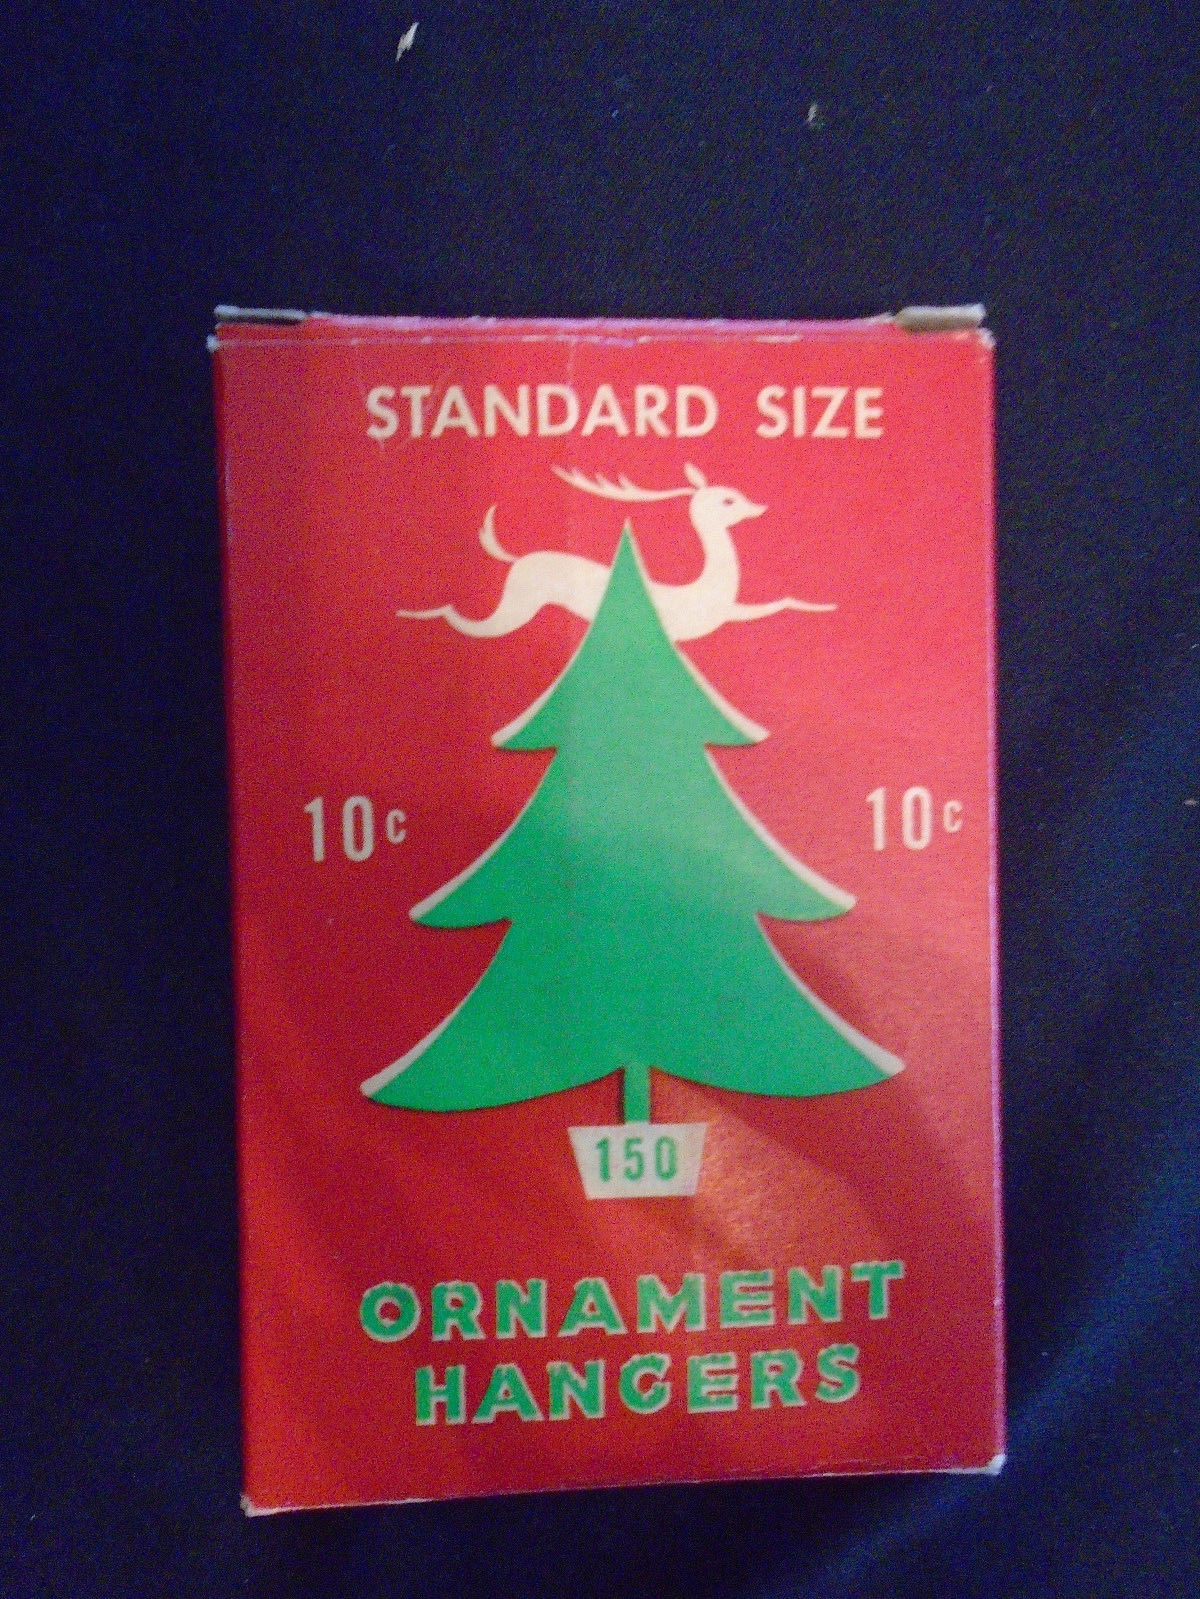 STANDARD SIZE
10c 10c
150
ORNAMENT
HANGERS